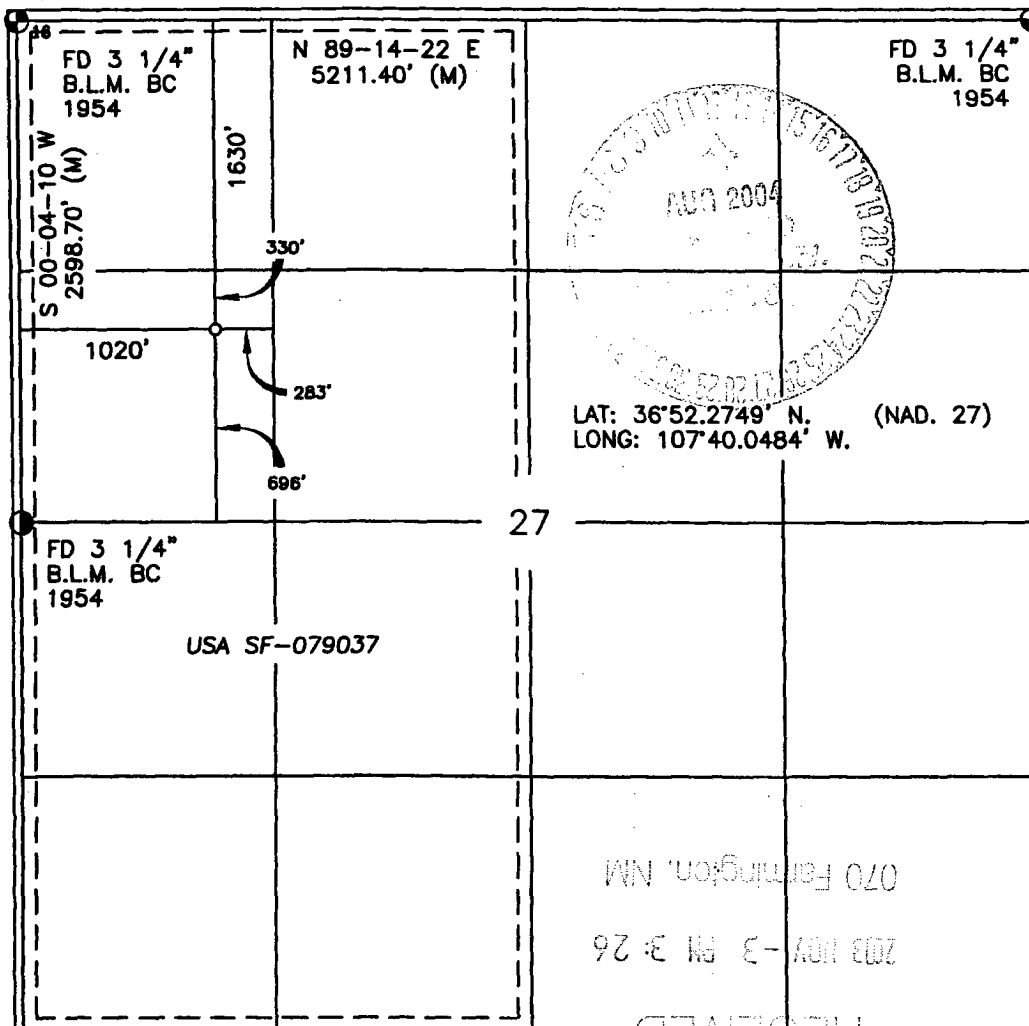 16
FD 3 1/4"
B.L.M. BC
1954
N 89-14-22 E
5211.40' (M)
FD 3 1/4"
B.L.M. BC
1954
S 00-04-10 W
2598.70' (M)
1630'
AUG 2004
330'
1020'
283'
LAT: 36°52.2749' N. (NAD. 27)
LONG: 107°40.0484' W.
696'
27
FD 3 1/4"
B.L.M. BC
1954
USA SF-079037
070 Farmington, NM
2003 NOV -3 PM 3: 26
RECEIVED